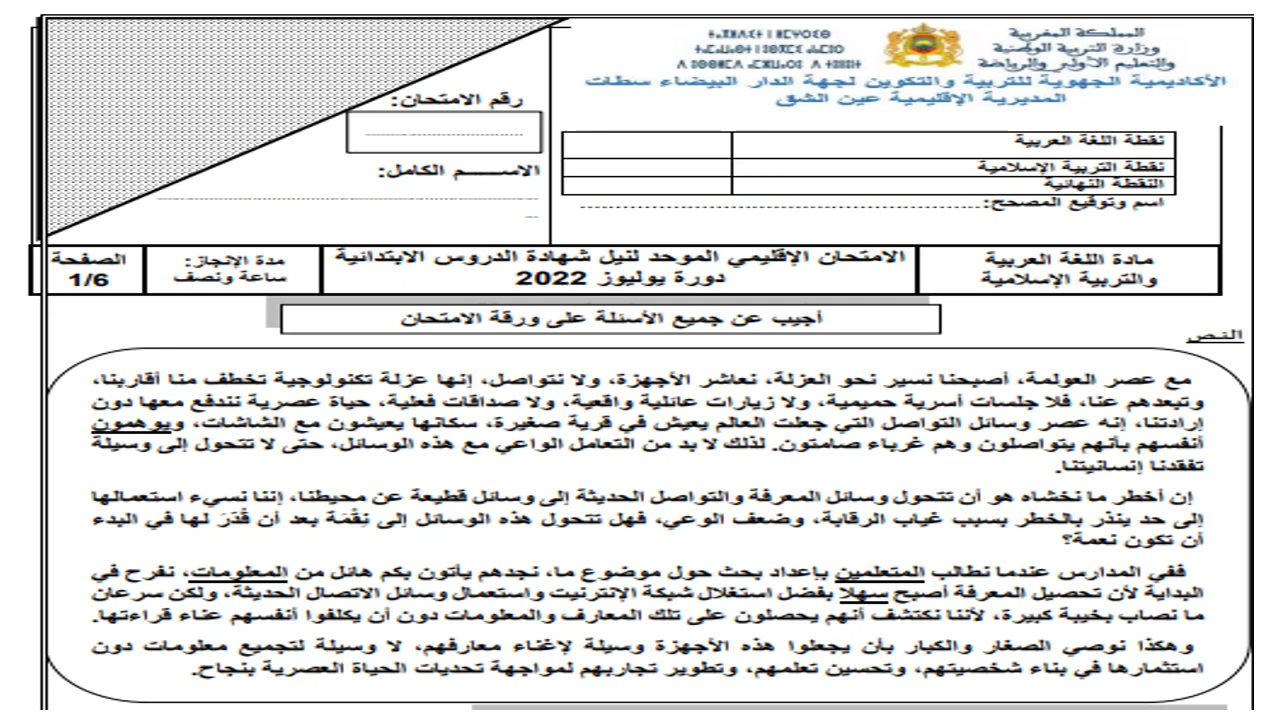 المملكة المغربية
وزارة التربية الوطنية
والتعليم الأولي والرياضة
الأكاديمية الجهوية للتربية والتكوين لجهة الدار البيضاء سطات
المديرية الإقليمية عين الشق
رقم الامتحان:
الاســـــم الكامل:
نقطة اللغة العربية
نقطة التربية الإسلامية
النقطة النهائية
اسم وتوقيع المصحح:
مادة اللغة العربية
والتربية الإسلامية
الامتحان الإقليمي الموحد لنيل شهادة الدروس الابتدائية
دورة يوليوز 2022
مدة الإنجاز:
ساعة ونصف
الصفحة
1/6
أجيب عن جميع الأسئلة على ورقة الامتحان
النـص
مع عصر العولمة، أصبحنا نسير نحو العزلة، نعاشر الأجهزة، ولا نتواصل، إنها عزلة تكنولوجية تخطف منا أقاربنا،
وتبعدهم عنا، فلا جلسات أسرية حميمية، ولا زيارات عائلية واقعية، ولا صداقات فعلية، حياة عصرية نندفع معها دون
إرادتنا، إنه عصر وسائل التواصل التي جعلت العالم يعيش في قرية صغيرة، سكانها يعيشون مع الشاشات، ويوهمون
أنفسهم بأنهم يتواصلون وهم غرباء صامتون. لذلك لا بد من التعامل الواعي مع هذه الوسائل، حتى لا تتحول إلى وسيلة
تفقدنا إنسانيتنا.
إن أخطر ما نخشاه هو أن تتحول وسائل المعرفة والتواصل الحديثة إلى وسائل قطيعة عن محيطنا، إننا نسيء استعمالها
إلى حد ينذر بالخطر بسبب غياب الرقابة، وضعف الوعي، فهل تتحول هذه الوسائل إلى نِقْمَة بعد أن قُدّرَ لها في البدء
أن تكون نعمة؟
ففي المدارس عندما نطالب المتعلمين بإعداد بحث حول موضوع ما، نجدهم يأتون بكم هائل من المعلومات، نفرح في
البداية لأن تحصيل المعرفة أصبح سهلا بفضل استغلال شبكة الإنترنيت واستعمال وسائل الاتصال الحديثة، ولكن سرعان
ما نصاب بخيبة كبيرة، لأننا نكتشف أنهم يحصلون على تلك المعارف والمعلومات دون أن يكلفوا أنفسهم عناء قراءتها.
وهكذا نوصي الصغار والكبار بأن يجعلوا هذه الأجهزة وسيلة لإغناء معارفهم، لا وسيلة لتجميع معلومات دون
استثمارها في بناء شخصيتهم، وتحسين تعلمهم، وتطوير تجاربهم لمواجهة تحديات الحياة العصرية بنجاح.